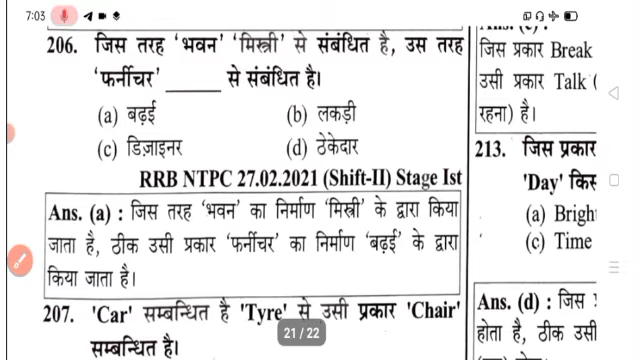 7:03
206. जिस तरह 'भवन' 'मिस्त्री' से संबंधित है, उस तरह
'फर्नीचर' ______ से संबंधित है।
(a) बढ़ई (b) लकड़ी
(c) डिज़ाइनर (d) ठेकेदार
RRB NTPC 27.02.2021 (Shift-II) Stage Ist
Ans. (a) : जिस तरह 'भवन' का निर्माण 'मिस्त्री' के द्वारा किया
जाता है, ठीक उसी प्रकार 'फर्नीचर' का निर्माण 'बढ़ई' के द्वारा
किया जाता है।
207. 'Car' सम्बन्धित है 'Tyre' से उसी प्रकार 'Chair'
सम्बन्धित है।
21 / 22
जिस प्रकार Break
उसी प्रकार Talk (
रहना) है।
213. जिस प्रकार
'Day' किस
(a) Brigh
(c) Time
Ans. (d) : जिस
होता है, ठीक उसी